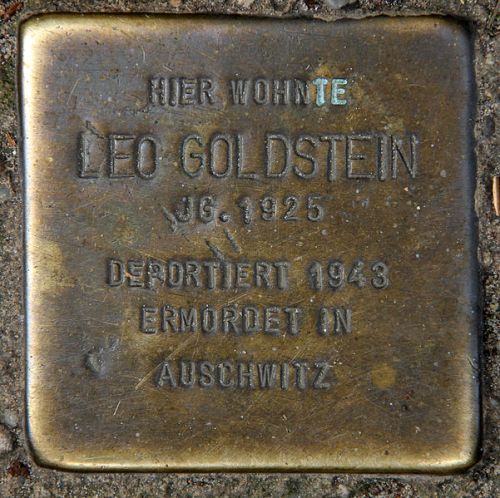 HIER WOHNTE
LEO GOLDSTEIN
JG. 1925
DEPORTIERT 1943
ERMORDET IN
AUSCHWITZ